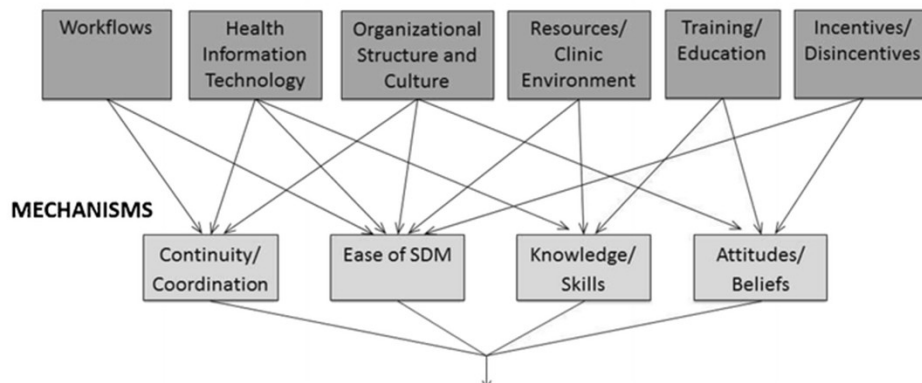 Workflows
Health
Information
Technology
Organizational
Structure and
Culture
Resources/
Clinic
Environment
Training/
Education
Incentives/
Disincentives
MECHANISMS
Continuity/
Coordination
Ease of SDM
Knowledge/
Skills
Attitudes/
Beliefs